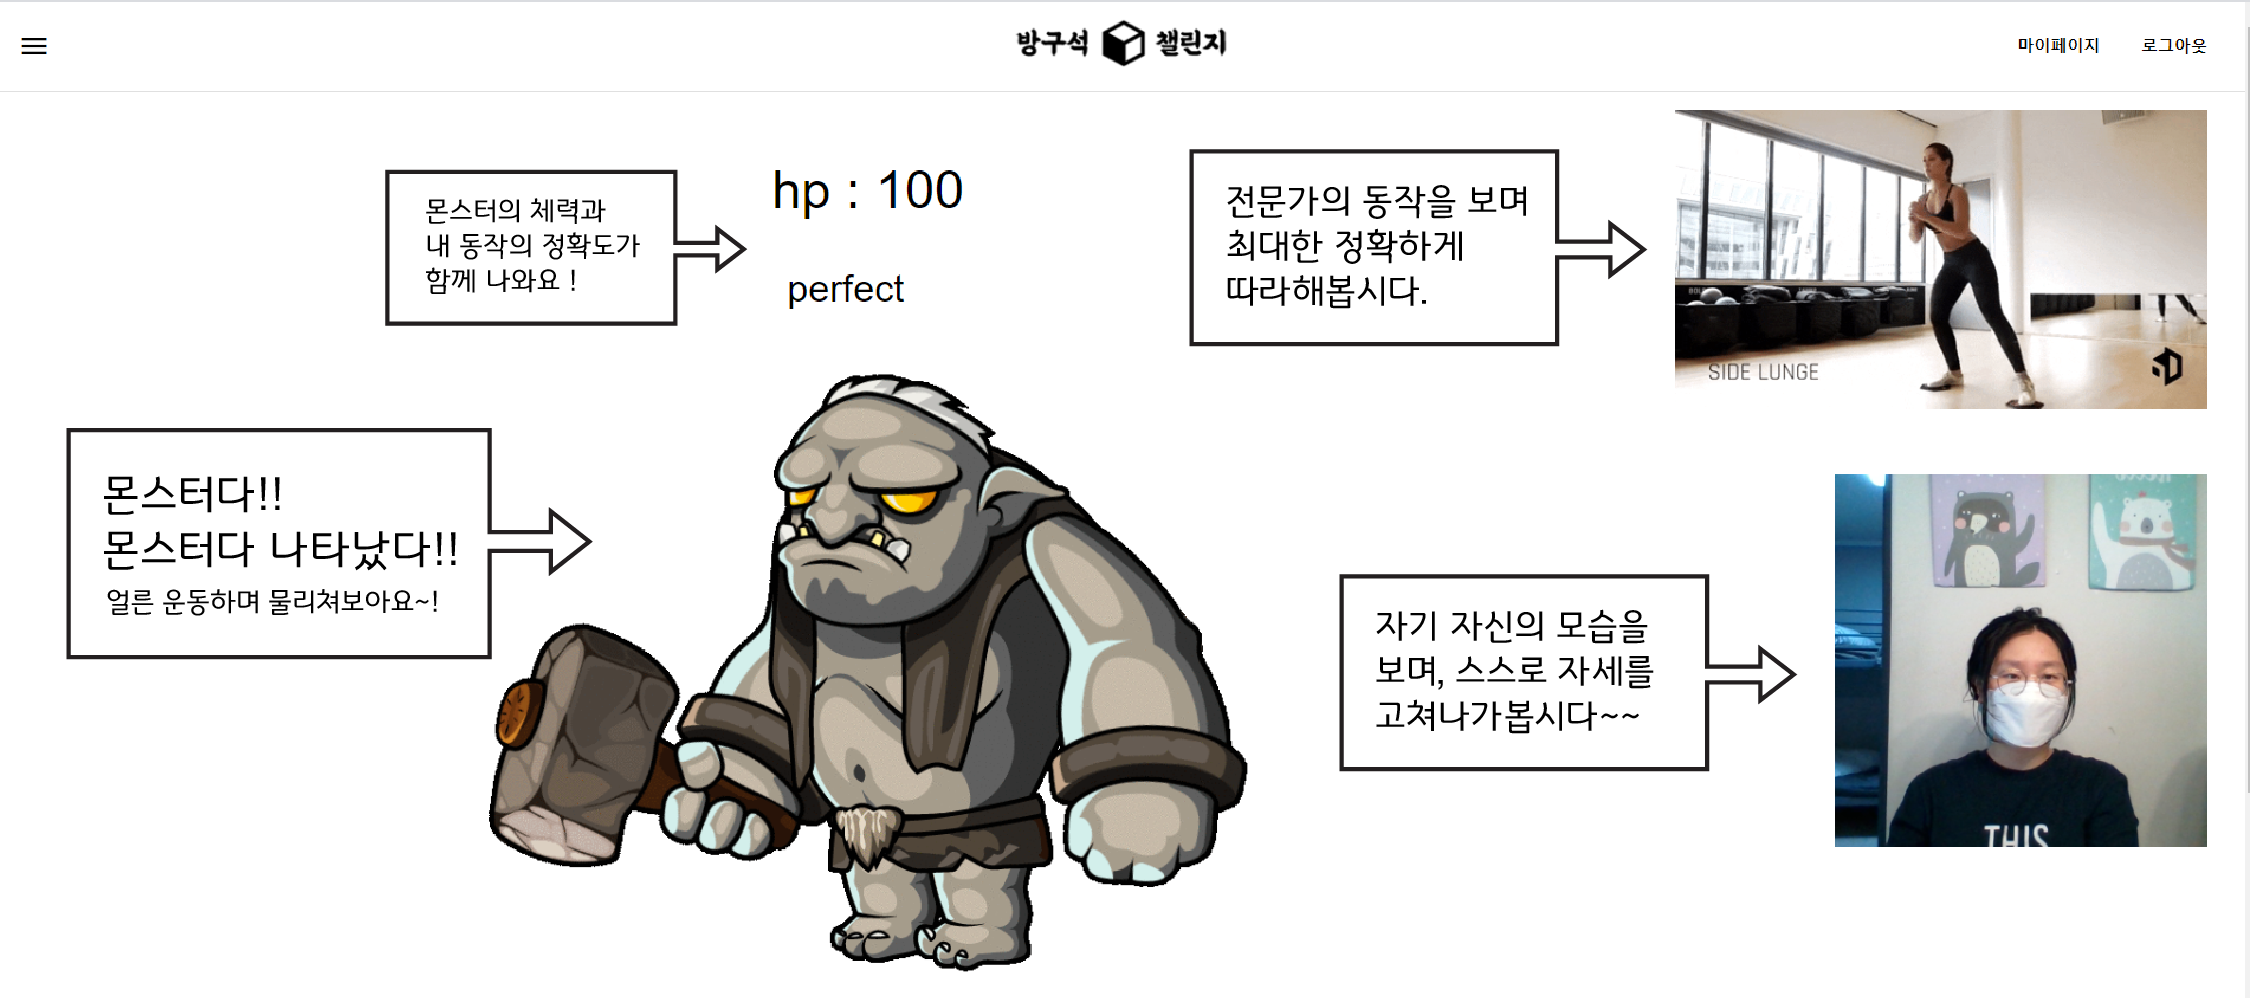 방구석 챌린지
마이페이지
로그아웃
몬스터의 체력과
내 동작의 정확도가
함께 나와요 !
hp : 100
perfect
전문가의 동작을 보며
최대한 정확하게
따라해봅시다.
SIDE LUNGE
몬스터다!!
몬스터다 나타났다!!
얼른 운동하며 물리쳐보아요~!
자기 자신의 모습을
보며, 스스로 자세를
고쳐나가봅시다~~
THIS